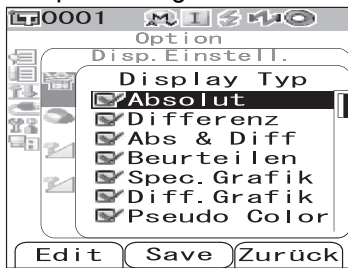 0001 M I
Option
Disp.Einstell.
Display Typ
Absolut
Differenz
Abs & Diff
Beurteilen
Spec.Grafik
Diff.Grafik
Pseudo Color
Edit Save Zurück